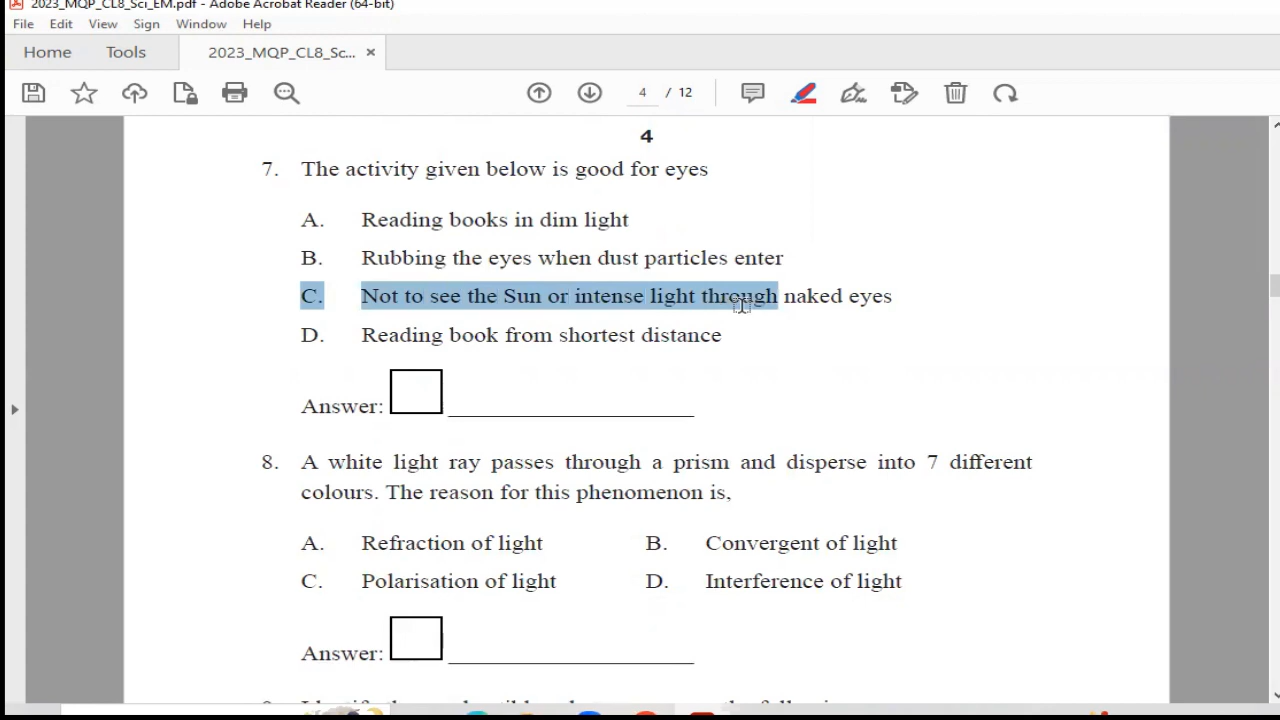 2023_MQP_CL8_Sci_EM.pdf - Adobe Acrobat Reader (64-bit)
File Edit View Sign Window Help
Home Tools 2023_MQP_CL8_Sc... ×
4 / 12
4
7. The activity given below is good for eyes
A. Reading books in dim light
B. Rubbing the eyes when dust particles enter
C. Not to see the Sun or intense light through naked eyes
D. Reading book from shortest distance
Answer:
8. A white light ray passes through a prism and disperse into 7 different
colours. The reason for this phenomenon is,
A. Refraction of light B. Convergent of light
C. Polarisation of light D. Interference of light
Answer: